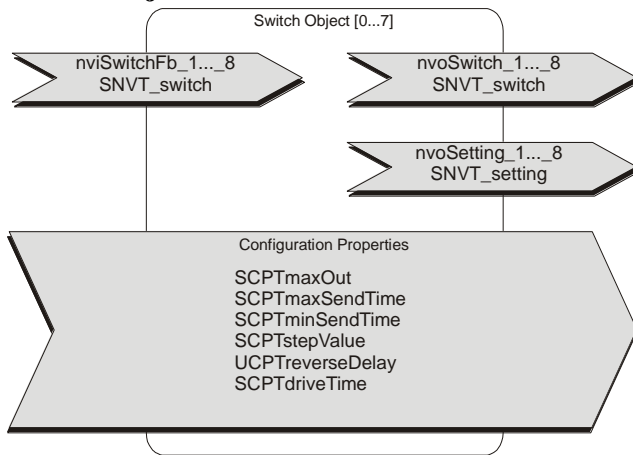 Switch Object [0...7]
nviSwitchFb_1..._8
SNVT_switch
nvoSwitch_1..._8
SNVT_switch
nvoSetting_1..._8
SNVT_setting
Configuration Properties
SCPTmaxOut
SCPTmaxSendTime
SCPTminSendTime
SCPTstepValue
UCPTreverseDelay
SCPTdriveTime